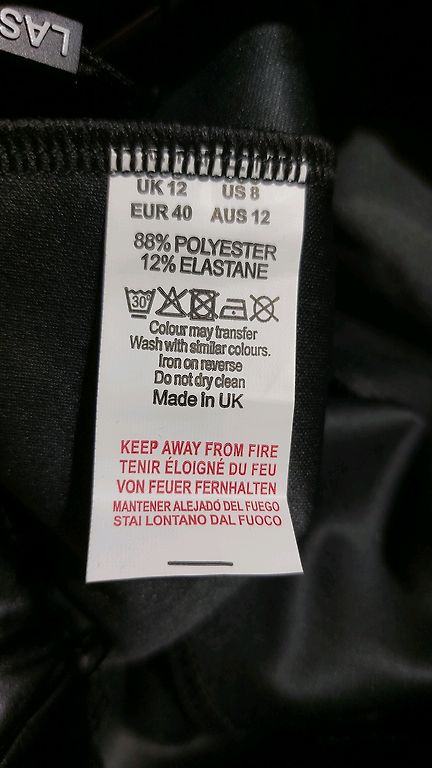 LAS
UK 12 US 8
EUR 40 AUS 12
88% POLYESTER
12% ELASTANE
30°
Colour may transfer
Wash with similar colours.
Iron on reverse
Do not dry clean
Made in UK
KEEP AWAY FROM FIRE
TENIR ÉLOIGNÉ DU FEU
VON FEUER FERNHALTEN
MANTENER ALEJADO DEL FUEGO
STAI LONTANO DAL FUOCO